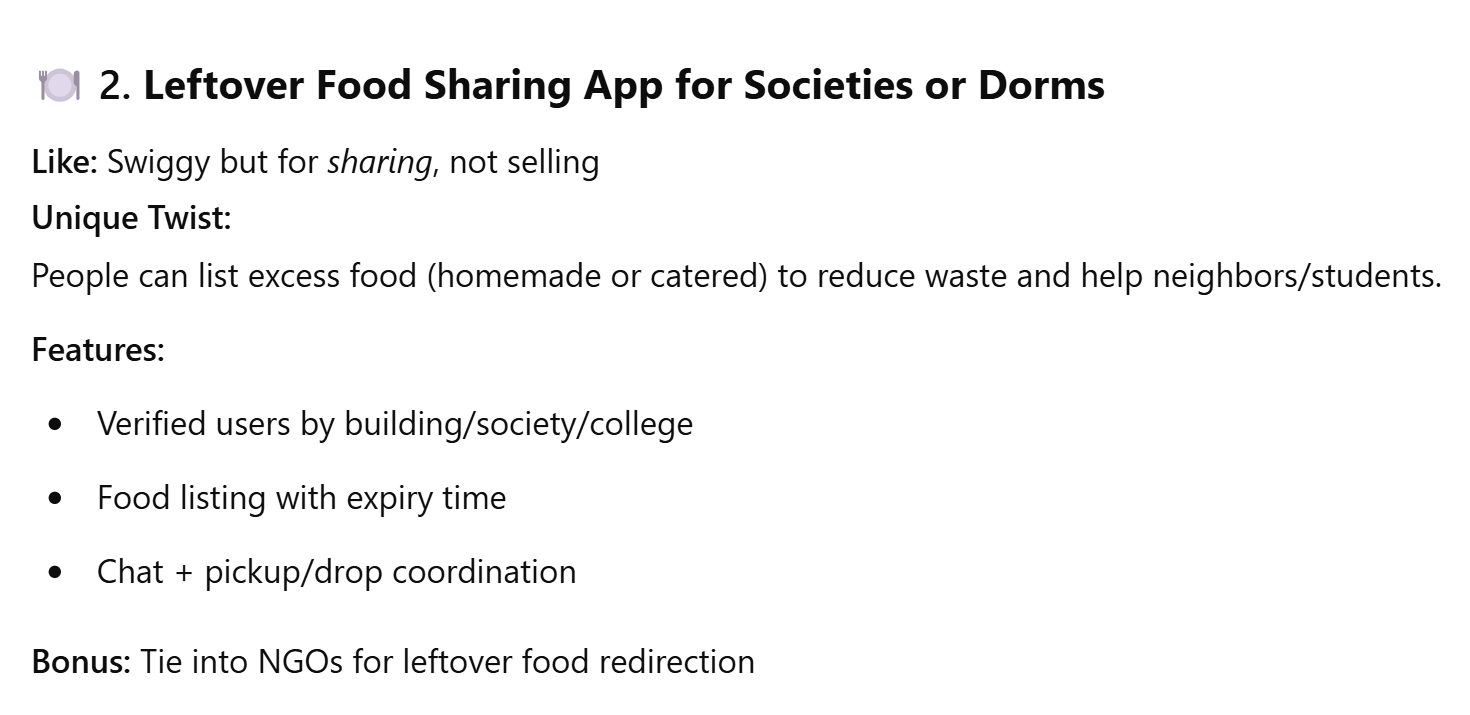 🍽️ 2. Leftover Food Sharing App for Societies or Dorms
Like: Swiggy but for sharing, not selling
Unique Twist:
People can list excess food (homemade or catered) to reduce waste and help neighbors/students.
Features:
• Verified users by building/society/college
• Food listing with expiry time
• Chat + pickup/drop coordination
Bonus: Tie into NGOs for leftover food redirection